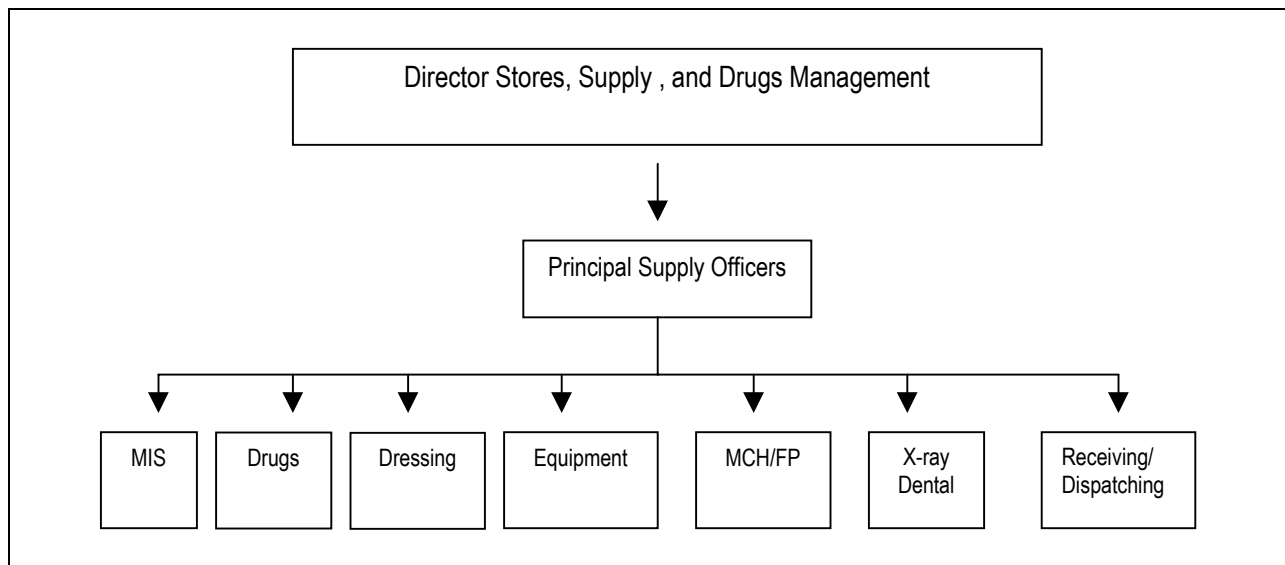 Director Stores, Supply , and Drugs Management
Principal Supply Officers
MIS
Drugs
Dressing
Equipment
MCH/FP
X-ray
Dental
Receiving/
Dispatching